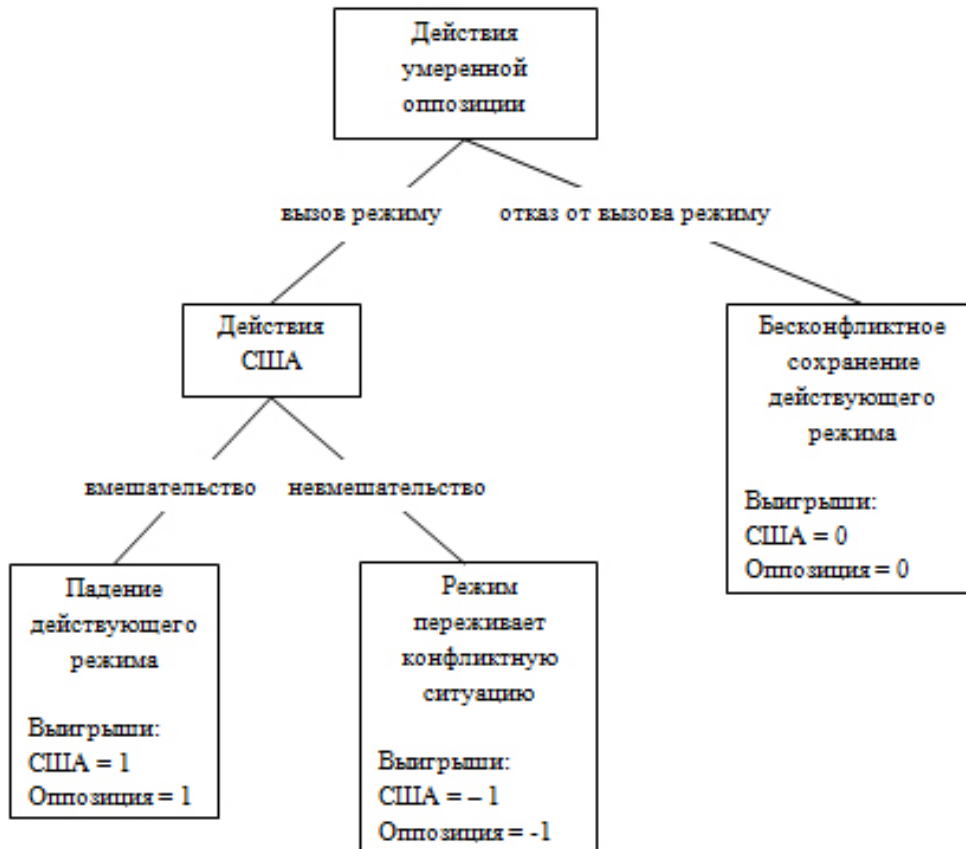 Действия
умеренной
оппозиции
вызов режиму
отказ от вызова режиму
Действия
США
Бесконфликтное
сохранение
действующего
режима
Выигрыши:
США = 0
Оппозиция = 0
вмешательство
невмешательство
Падение
действующего
режима
Выигрыши:
США = 1
Оппозиция = 1
Режим
переживает
конфликтную
ситуацию
Выигрыши:
США = – 1
Оппозиция = -1